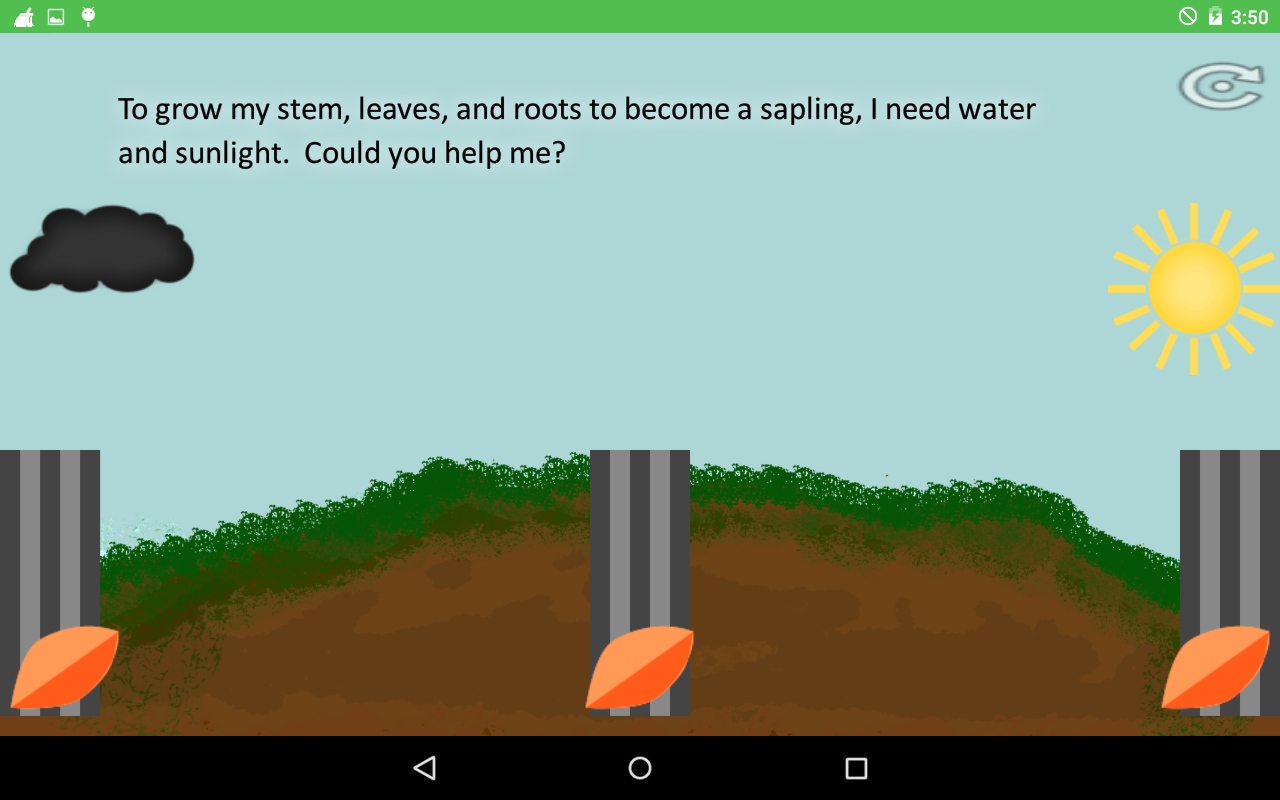 3:50
To grow my stem, leaves, and roots to become a sapling, I need water
and sunlight.  Could you help me?